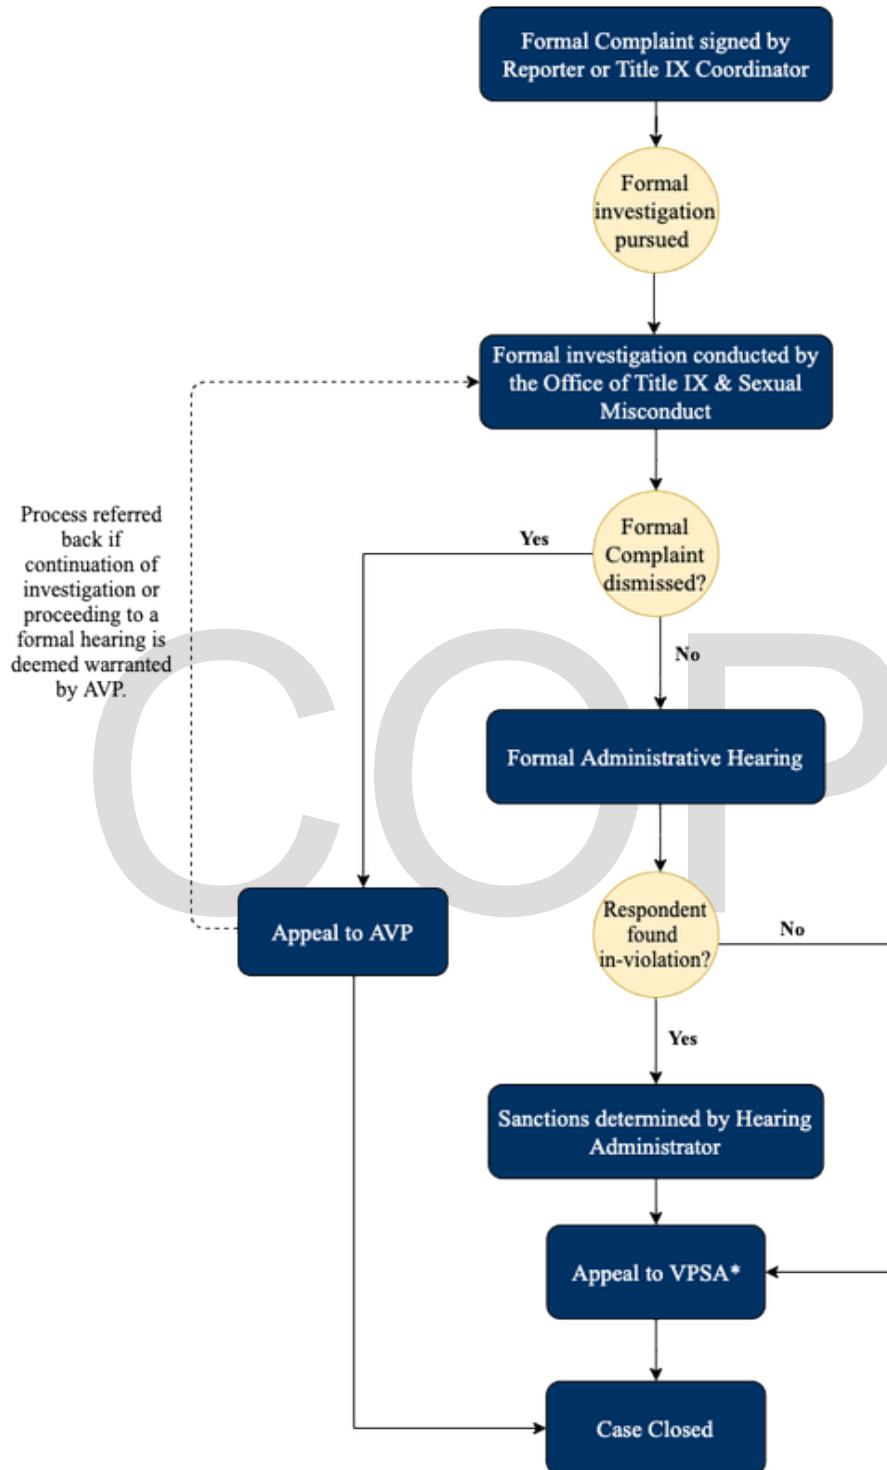 Formal Complaint signed by
Reporter or Title IX Coordinator
Formal
investigation
pursued
Formal investigation conducted by
the Office of Title IX & Sexual
Misconduct
Process referred
back if
continuation of
investigation or
proceeding to a
formal hearing is
deemed warranted
by AVP.
Yes
Formal
Complaint
dismissed?
No
COP
Formal Administrative Hearing
Appeal to AVP
Respondent
found
in-violation?
No
Yes
Sanctions determined by Hearing
Administrator
Appeal to VPSA*
Case Closed